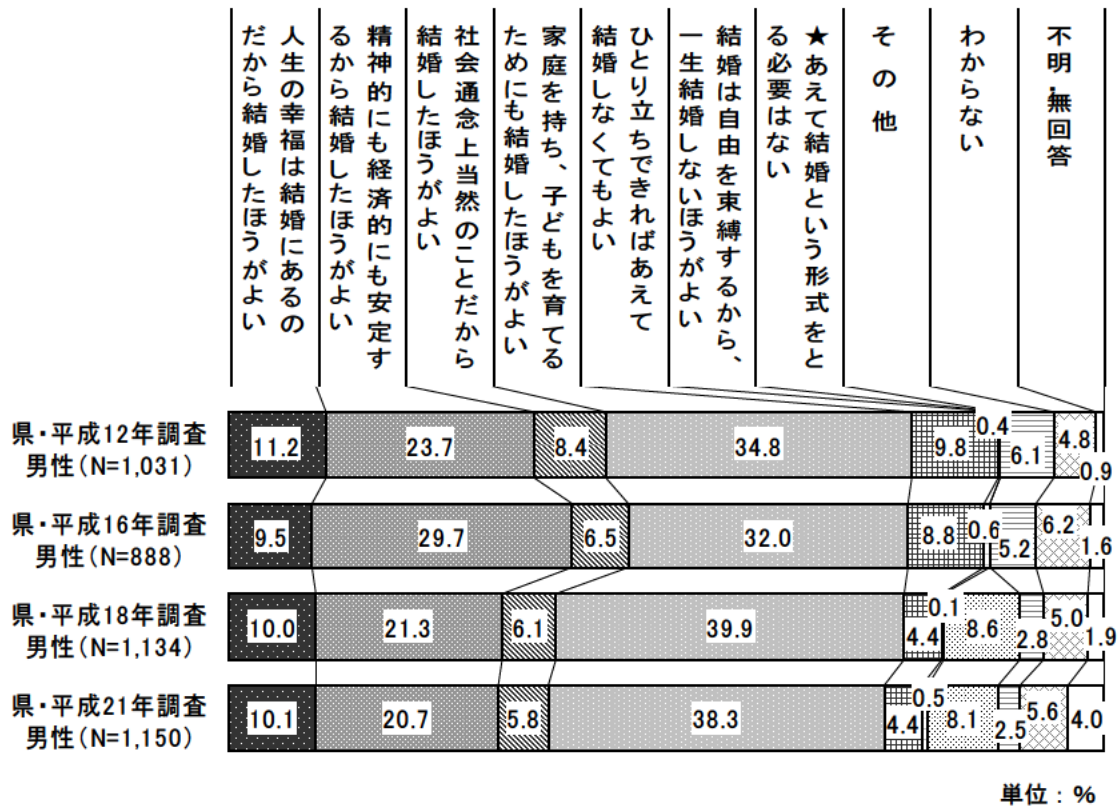 人生の幸福は結婚にあるの
だから結婚したほうがよい
精神的にも経済的にも安定す
るから結婚したほうがよい
社会通念上当然のことだから
結婚したほうがよい
家庭を持ち、子どもを育てる
ためにも結婚したほうがよい
ひとり立ちできればあえて
結婚しなくてもよい
結婚は自由を束縛するから、
一生結婚しないほうがよい
★あえて結婚という形式をと
る必要はない
その他
わからない
不明・無回答
県・平成12年調査
男性(N=1,031)
11.2 23.7 8.4 34.8 9.8 0.4 6.1 4.8 0.9
県・平成16年調査
男性(N=888)
9.5 29.7 6.5 32.0 8.8 0.6 5.2 6.2 1.6
県・平成18年調査
男性(N=1,134)
10.0 21.3 6.1 39.9 4.4 0.1 8.6 2.8 5.0 1.9
県・平成21年調査
男性(N=1,150)
10.1 20.7 5.8 38.3 4.4 0.5 8.1 2.5 5.6 4.0
単位:%